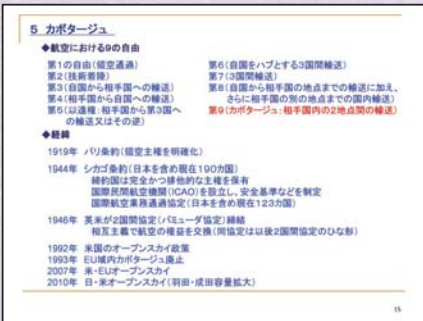 5 カボタージュ
◆航空における9の自由
第1の自由(領空通過)
第2(技術着陸)
第3(自国から相手国への輸送)
第4(相手国から自国への輸送)
第5(以遠権:相手国から第3国へ
の輸送又はその逆)
第6(自国をハブとする3国間輸送)
第7(3国間輸送)
第8(自国から相手国の地点までの輸送に加え、
さらに相手国の別の地点までの国内輸送)
第9(カボタージュ:相手国内の2地点間の輸送)
◆経緯
1919年 パリ条約(領空主権を明確化)
1944年 シカゴ条約(日本を含め現在190カ国)
締約国は完全かつ排他的な主権を保有
国際民間航空機関(ICAO)を設立し、安全基準などを制定
国際航空業務通過協定(日本を含め現在123カ国)
1946年 英米が2国間協定(バミューダ協定)締結
相互主義で航空の権益を交換(同協定は以後2国間協定のひな形)
1992年 米国のオープンスカイ政策
1993年 EU域内カボタージュ廃止
2007年 米・EUオープンスカイ
2010年 日・米オープンスカイ(羽田・成田容量拡大)
15